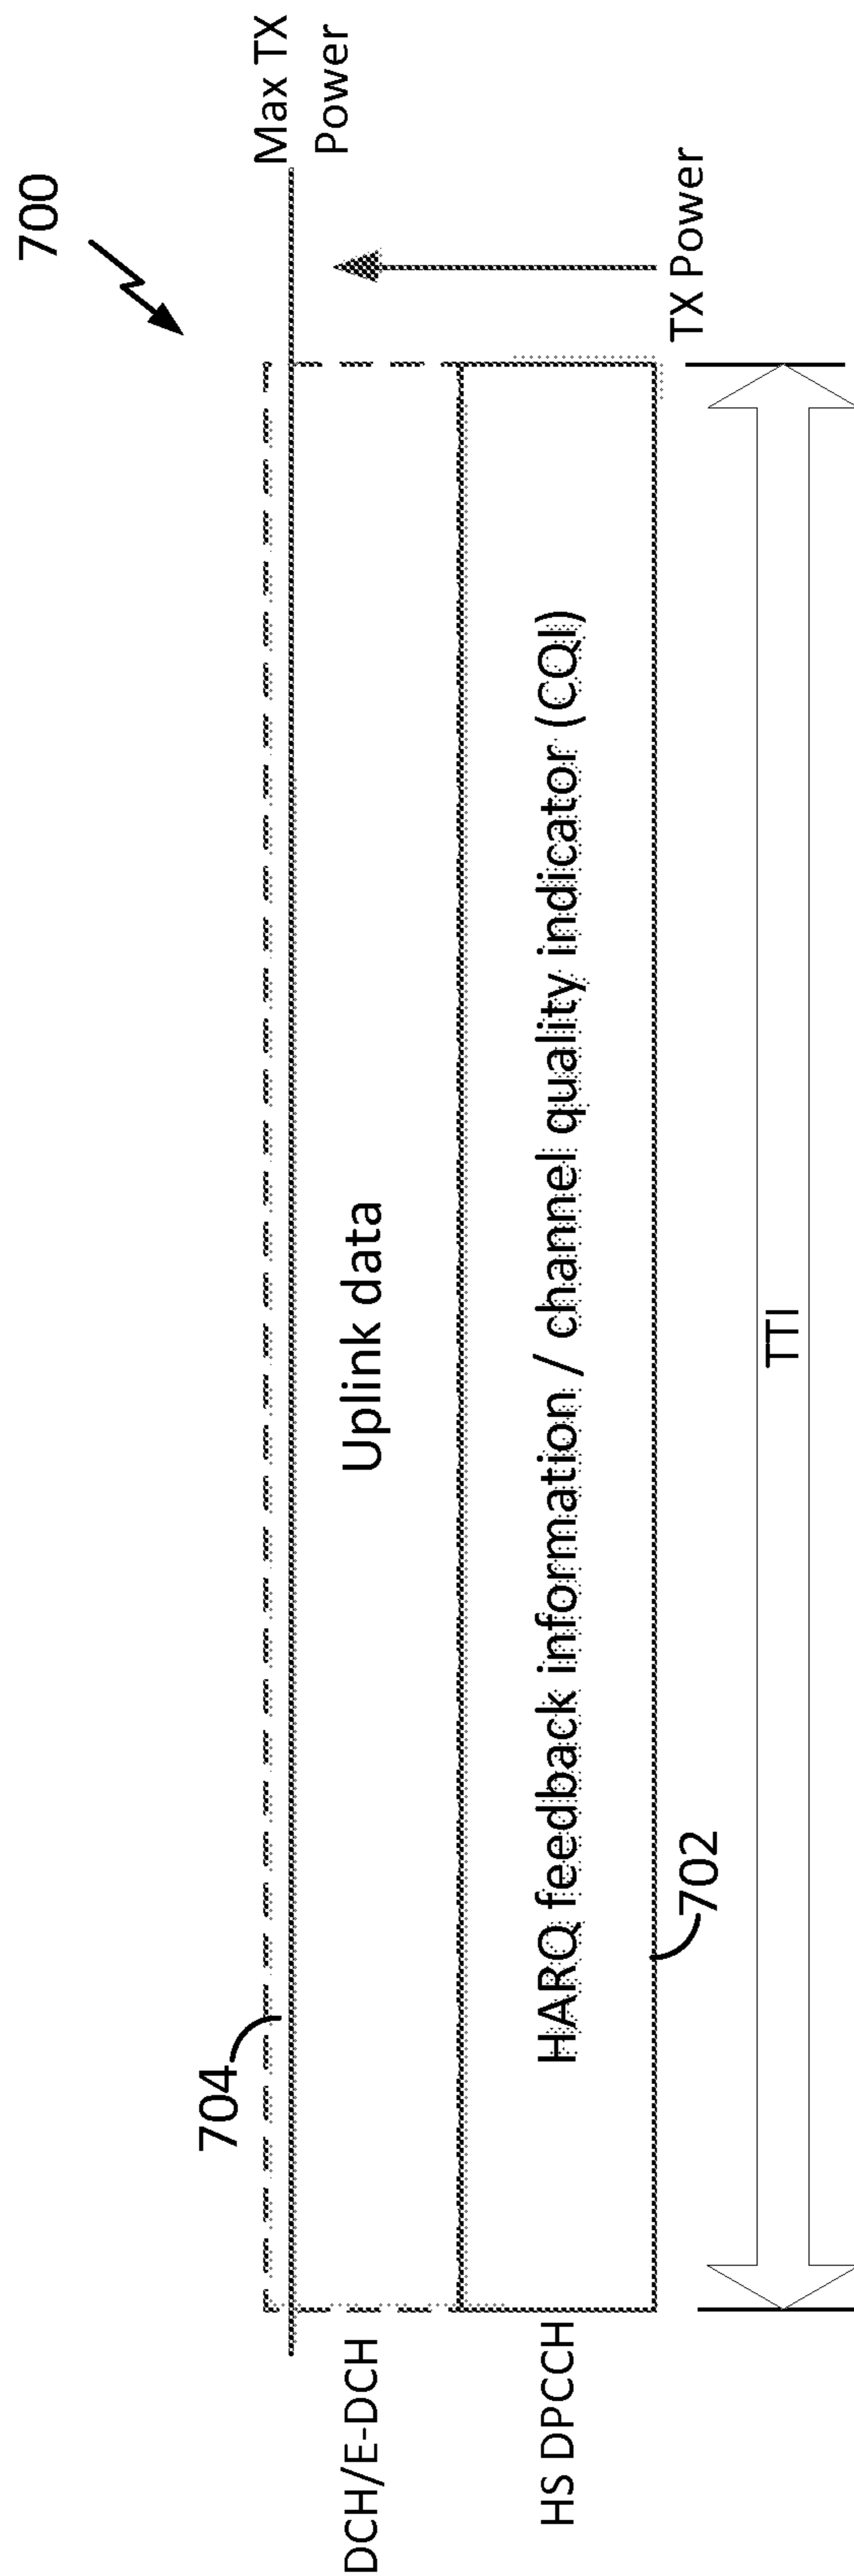 700
Max TX
Power
704
DCH/E-DCH
Uplink data
HS DPCCH
HARQ feedback information / channel quality indicator (CQI)
TX Power
702
TTI